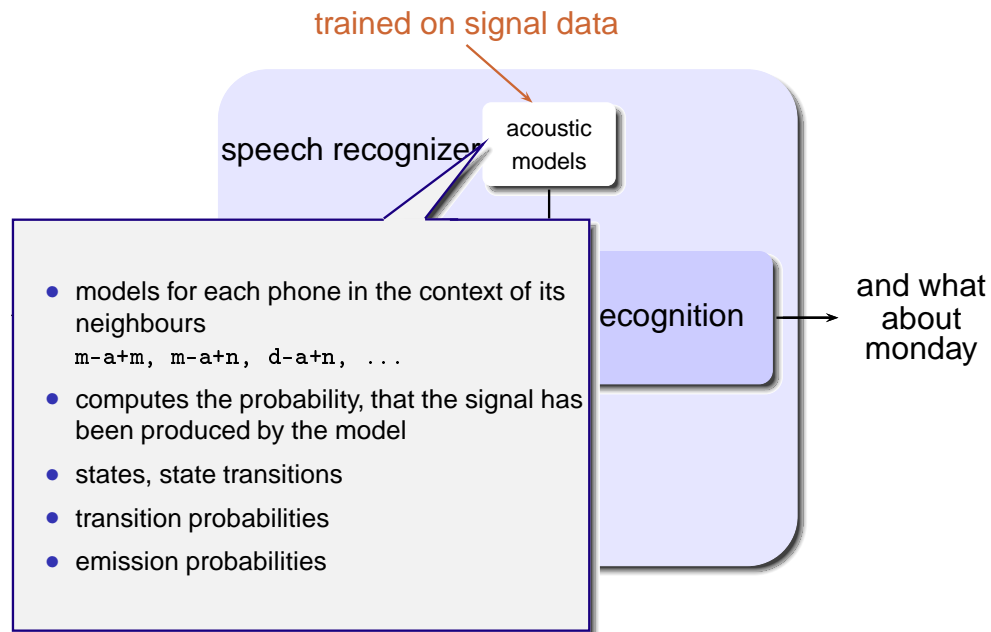 trained on signal data
acoustic
models
speech recognizer
• models for each phone in the context of its
neighbours
m-a+m, m-a+n, d-a+n, ...
• computes the probability, that the signal has
been produced by the model
• states, state transitions
• transition probabilities
• emission probabilities
ecognition
and what
about
monday